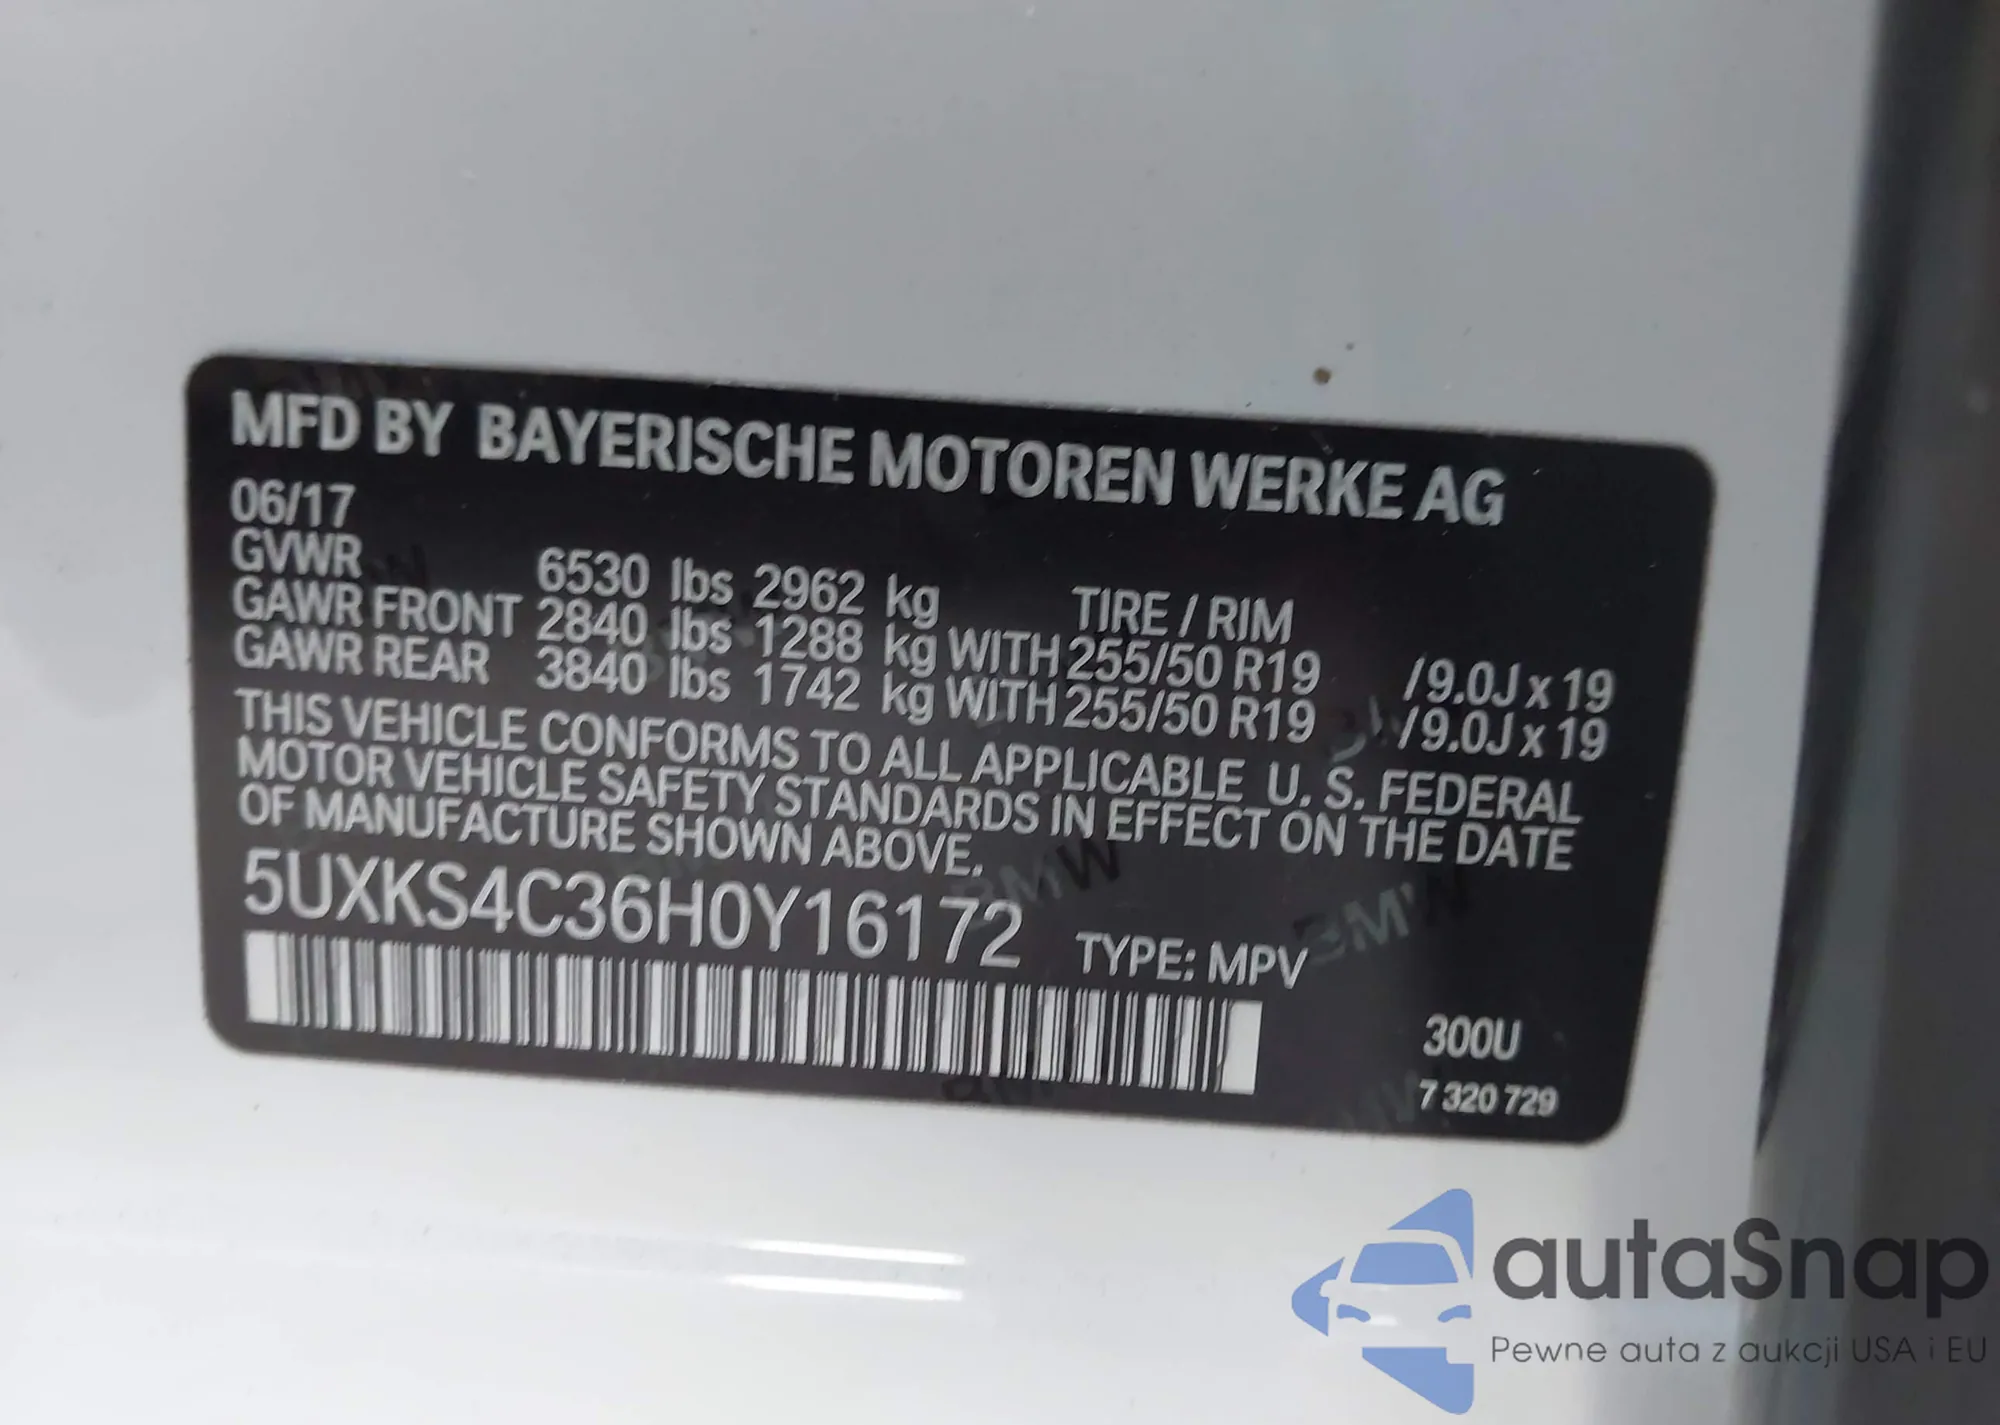 MFD BY BAYERISCHE MOTOREN WERKE AG
06/17
GVWR 6530 lbs 2962 kg TIRE / RIM
GAWR FRONT 2840 lbs 1288 kg WITH 255/50 R19 /9.0J x 19
GAWR REAR 3840 lbs 1742 kg WITH 255/50 R19 /9.0J x 19
THIS VEHICLE CONFORMS TO ALL APPLICABLE U. S. FEDERAL
MOTOR VEHICLE SAFETY STANDARDS IN EFFECT ON THE DATE
OF MANUFACTURE SHOWN ABOVE.
5UXKS4C36H0Y16172 TYPE: MPV
300U
7 320 729
BMW
BMW
autaSnap
Pewne auta z aukcji USA i EU